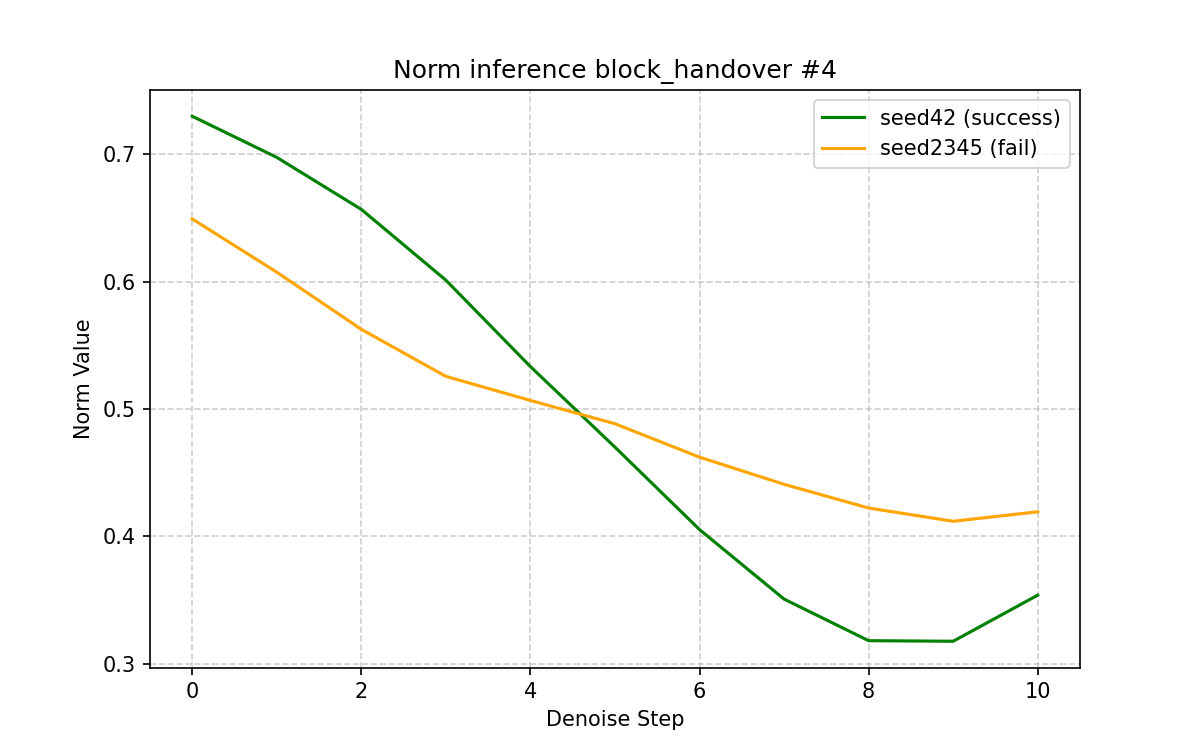 Norm inference block_handover #4
seed42 (success)
seed2345 (fail)
Norm Value
0.7
0.6
0.5
0.4
0.3
0 2 4 6 8 10
Denoise Step